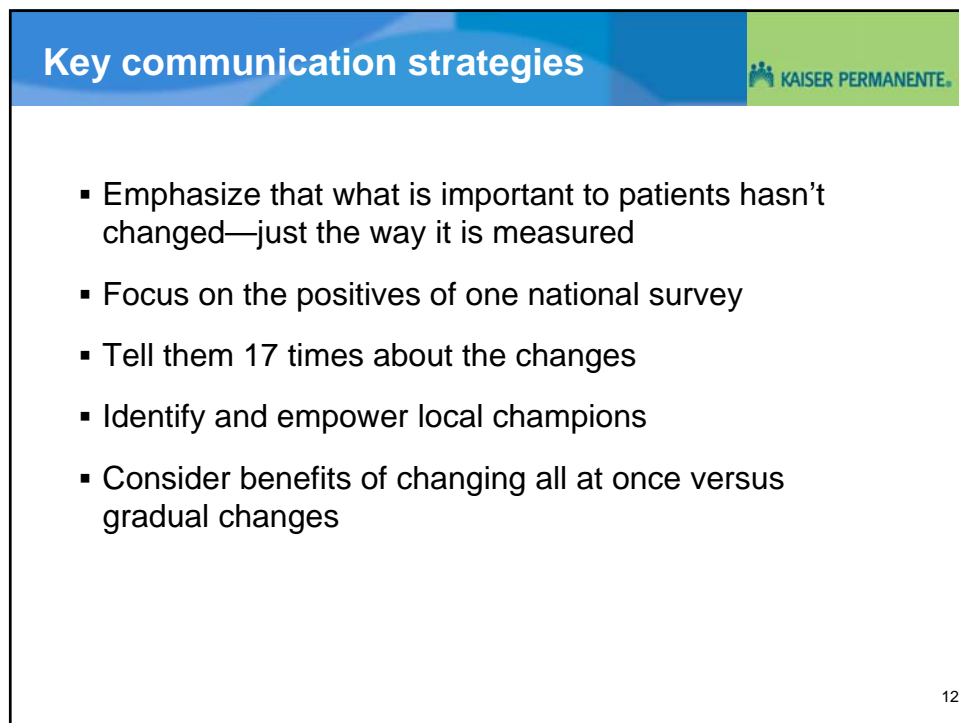 Key communication strategies
KAISER PERMANENTE®
▪ Emphasize that what is important to patients hasn’t
changed—just the way it is measured
▪ Focus on the positives of one national survey
▪ Tell them 17 times about the changes
▪ Identify and empower local champions
▪ Consider benefits of changing all at once versus
gradual changes
12